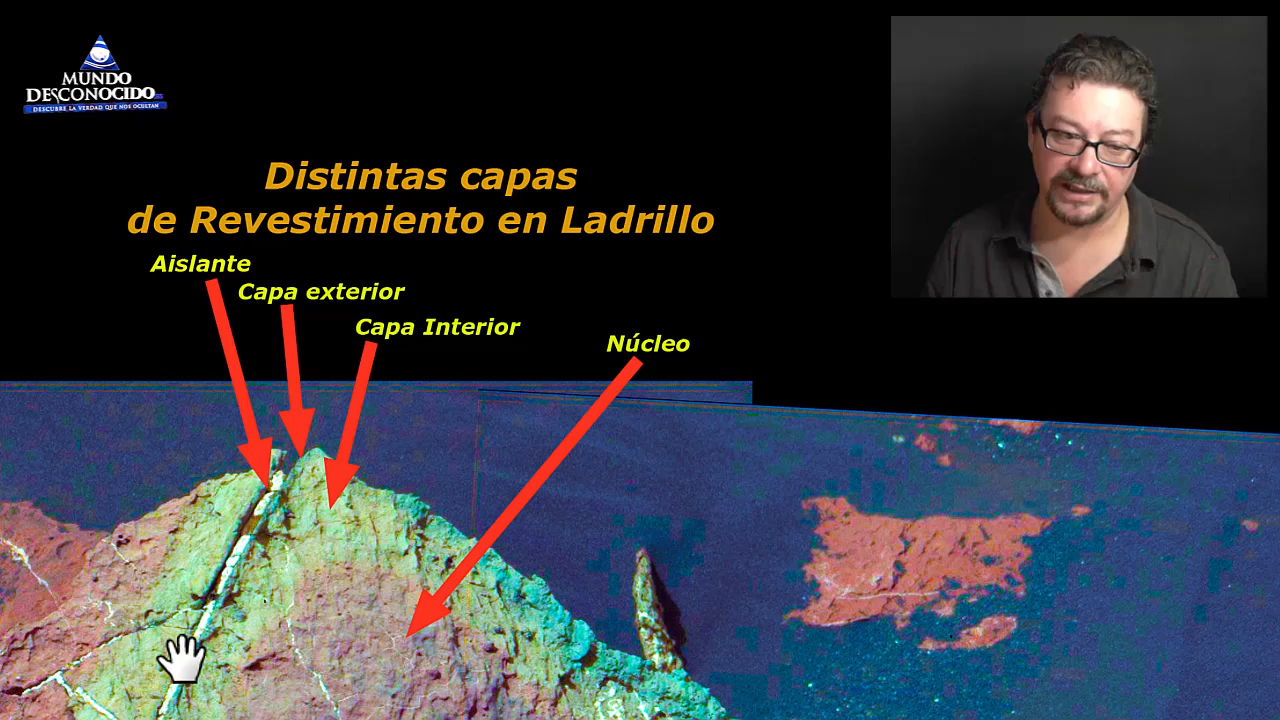 MUNDO
DESCONOCIDO.es
DESCUBRE LA VERDAD QUE NOS OCULTAN
Distintas capas
de Revestimiento en Ladrillo
Aislante
Capa exterior
Capa Interior
Núcleo